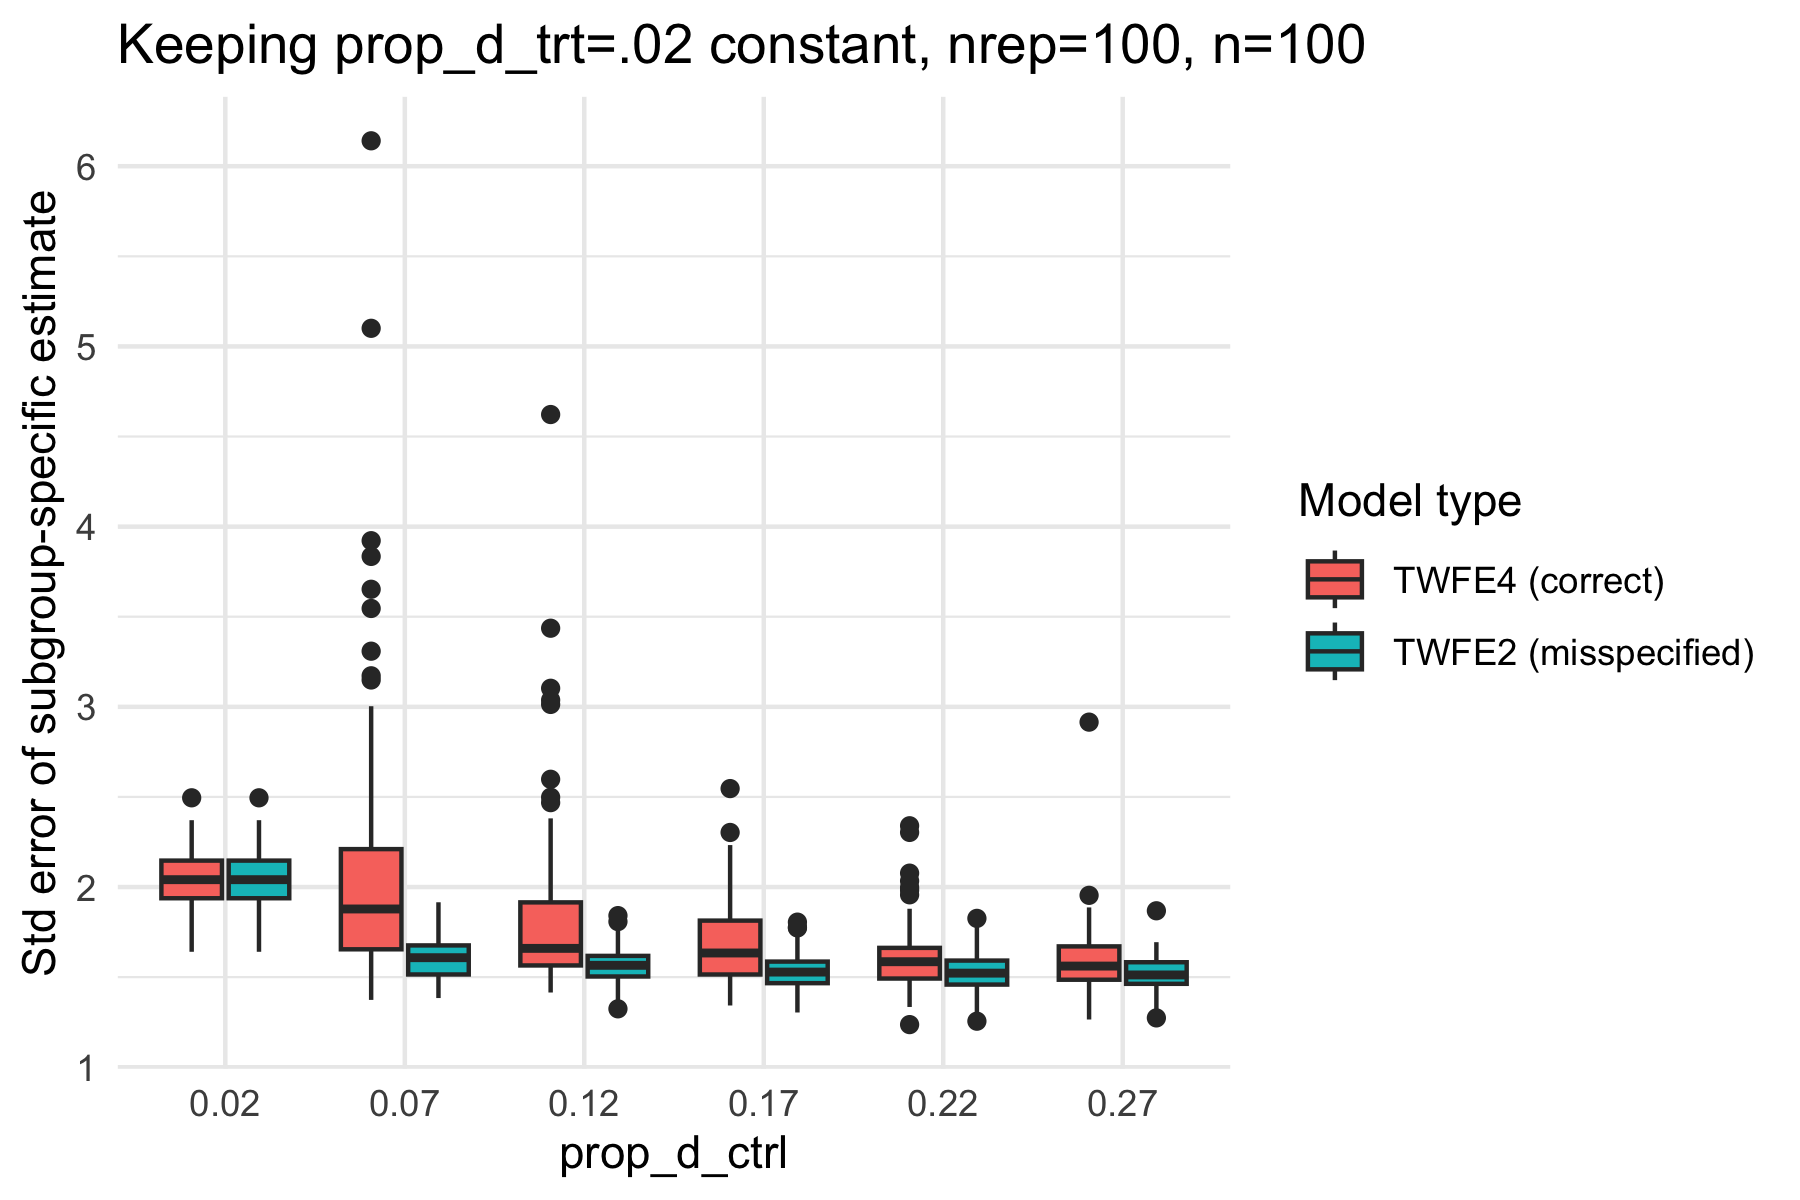 Keeping prop_d_trt=.02 constant, nrep=100, n=100
Std error of subgroup-specific estimate
6
5
4
3
2
1
0.02 0.07 0.12 0.17 0.22 0.27
prop_d_ctrl
Model type
TWFE4 (correct)
TWFE2 (misspecified)